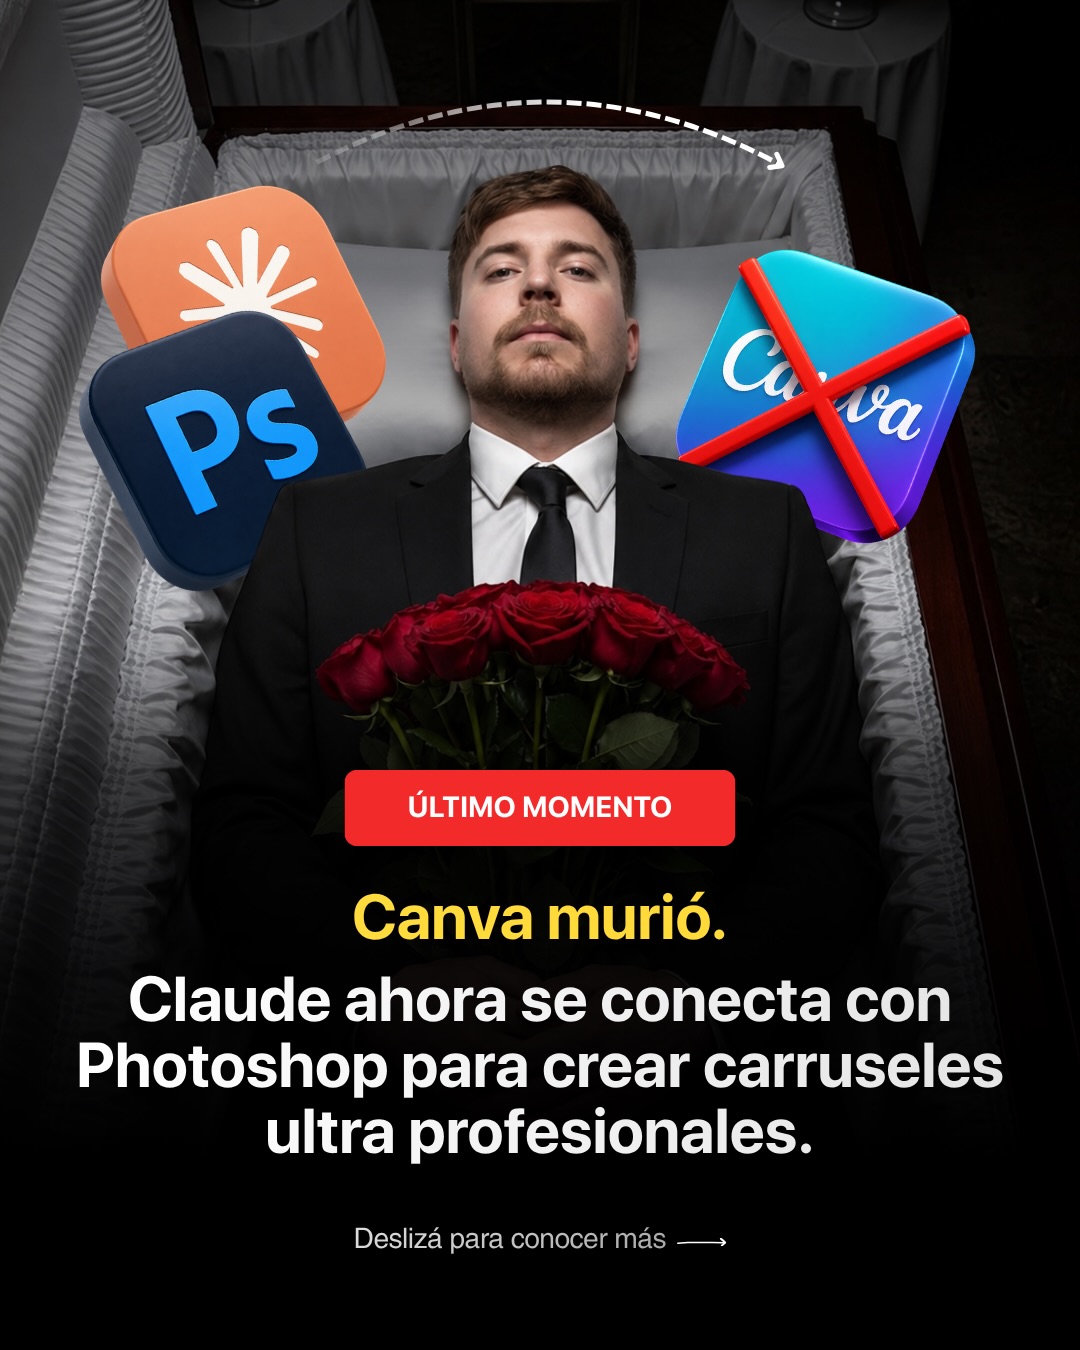 Ps
Canva
ÚLTIMO MOMENTO
Canva murió.
Claude ahora se conecta con
Photoshop para crear carruseles
ultra profesionales.
Deslizá para conocer más